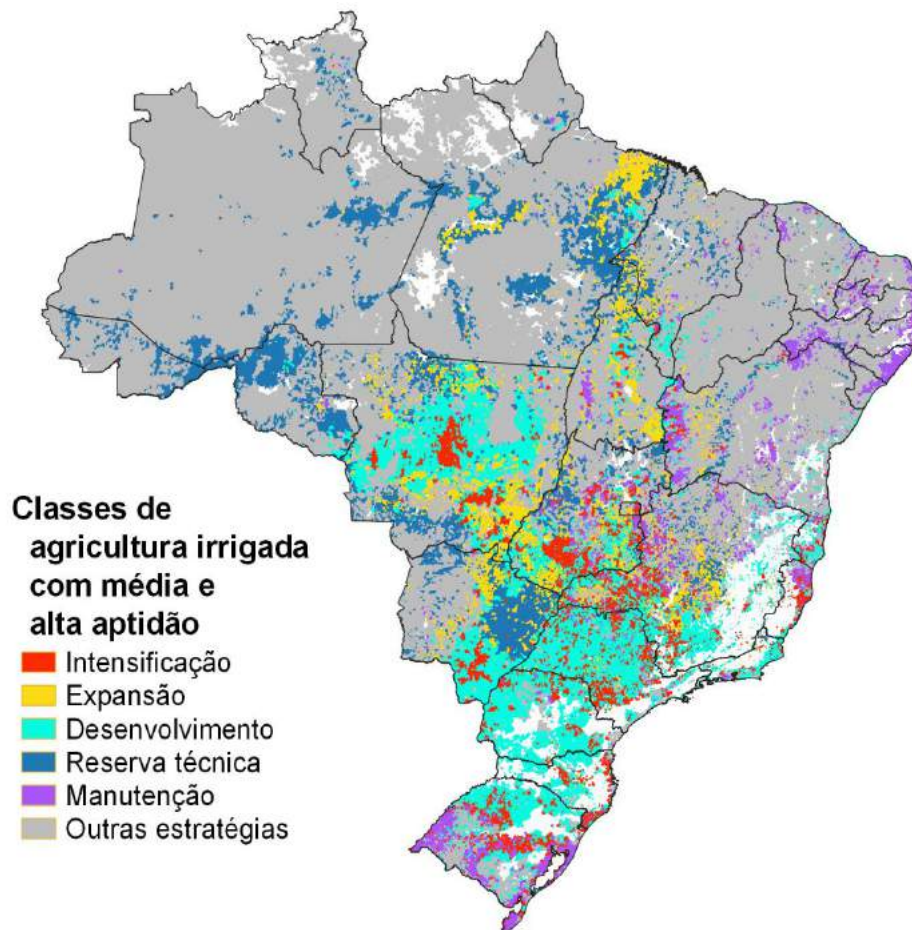 Classes de
agricultura irrigada
com média e
alta aptidão
Intensificação
Expansão
Desenvolvimento
Reserva técnica
Manutenção
Outras estratégias